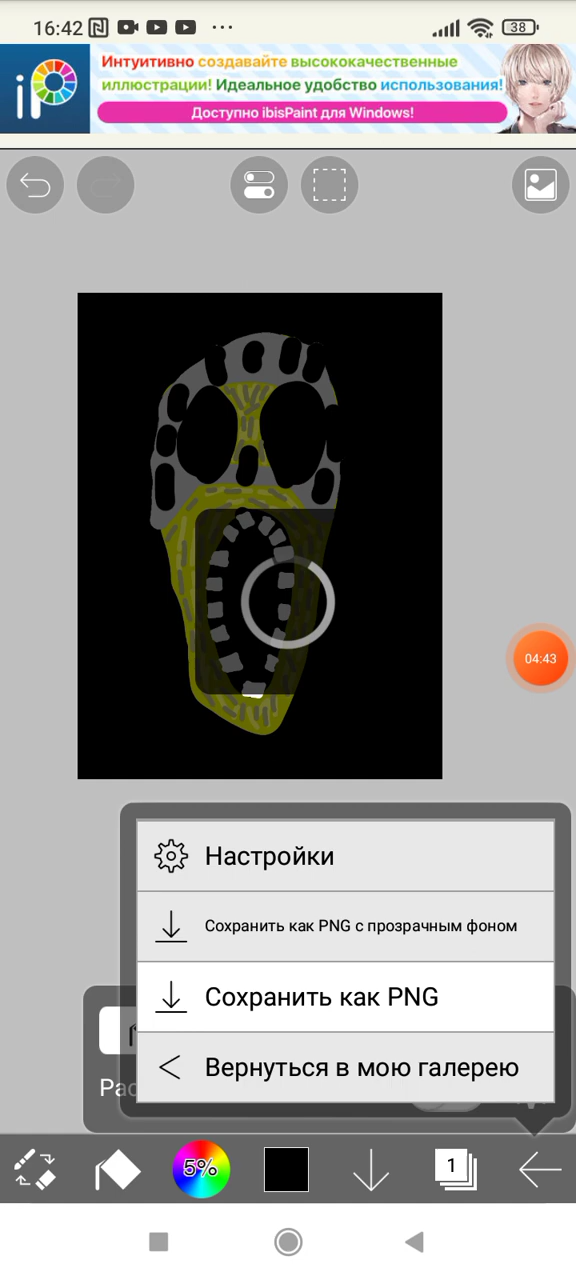 16:42
38
iP
Интуитивно создавайте высококачественные
иллюстрации! Идеальное удобство использования!
Доступно ibisPaint для Windows!
04:43
Настройки
Сохранить как PNG с прозрачным фоном
Сохранить как PNG
Вернуться в мою галерею
5%
1